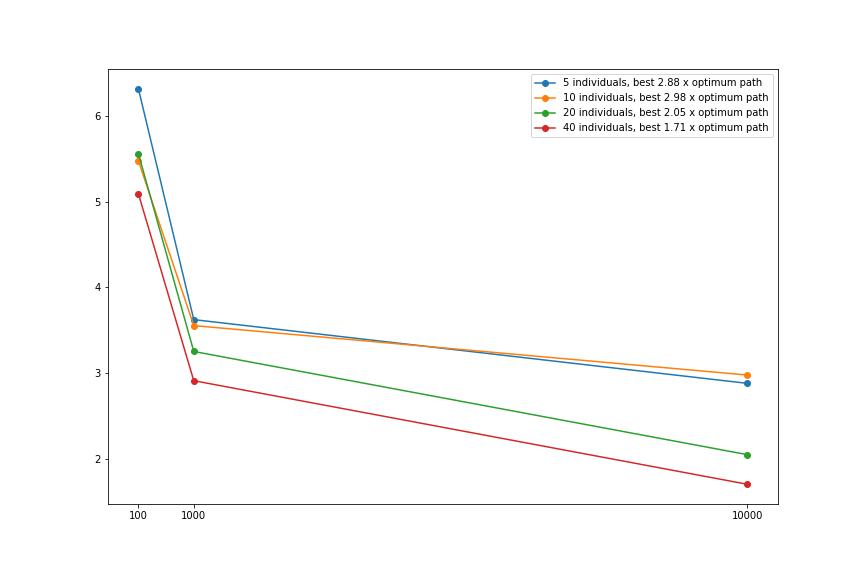 5 individuals, best 2.88 x optimum path
10 individuals, best 2.98 x optimum path
20 individuals, best 2.05 x optimum path
40 individuals, best 1.71 x optimum path
6
5
4
3
2
100 1000 10000